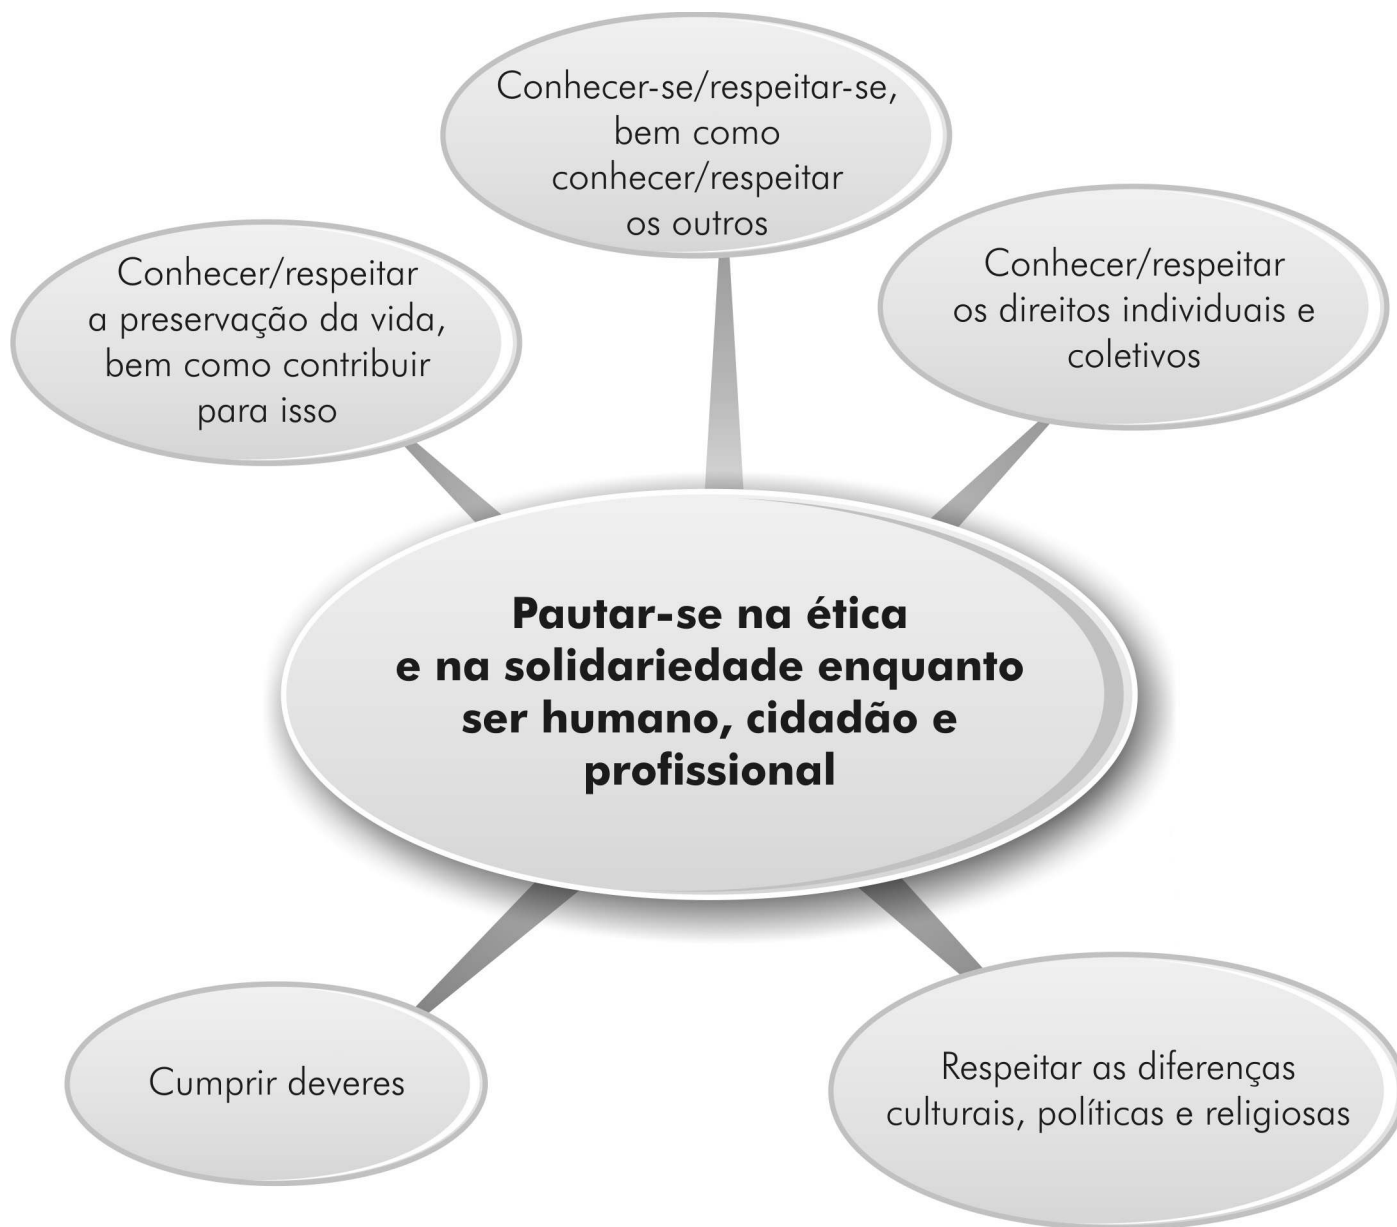 Conhecer-se/respeitar-se,
bem como
conhecer/respeitar
os outros
Conhecer/respeitar
a preservação da vida,
bem como contribuir
para isso
Conhecer/respeitar
os direitos individuais e
coletivos
Pautar-se na ética
e na solidariedade enquanto
ser humano, cidadão e
profissional
Cumprir deveres
Respeitar as diferenças
culturais, políticas e religiosas